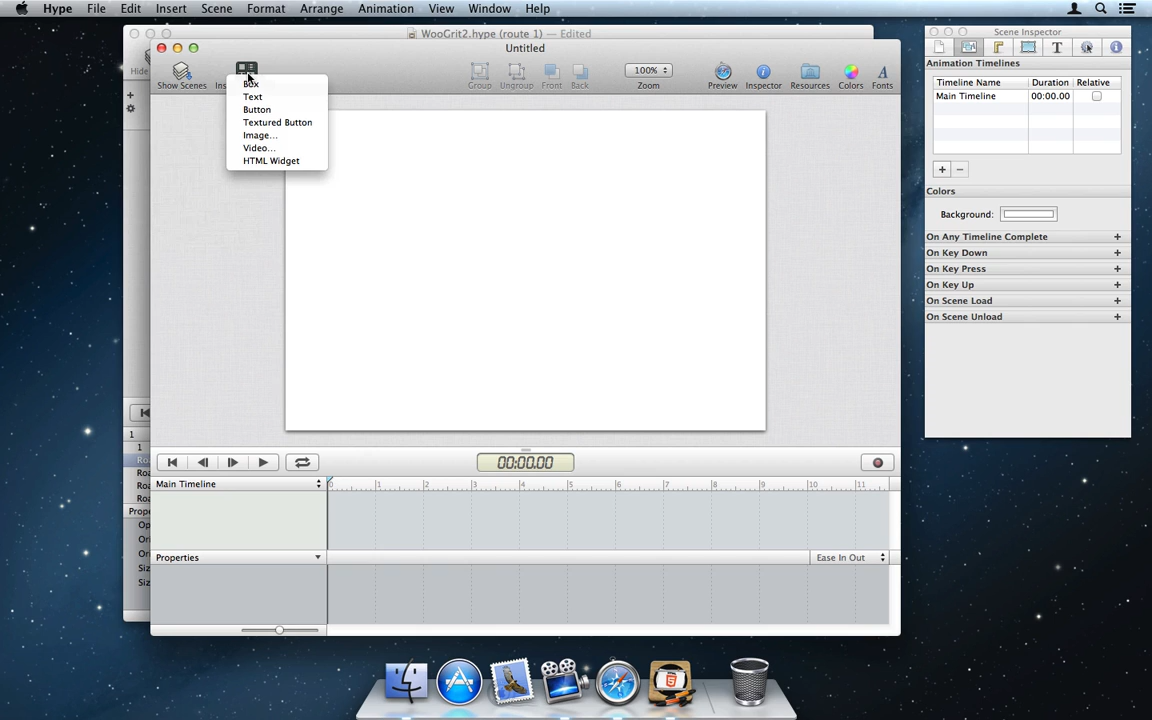 Hype File Edit Insert Scene Format Arrange Animation View Window Help
WooGrit2.hype (route 1) — Edited
Untitled
Scene Inspector
Hide
Show Scenes
Group Ungroup Front Back
100%
Zoom
Preview Inspector Resources Colors Fonts
Box
Text
Button
Textured Button
Image...
Video...
HTML Widget
Animation Timelines
Timeline Name Duration Relative
Main Timeline 00:00.00
Colors
Background:
On Any Timeline Complete
On Key Down
On Key Press
On Key Up
On Scene Load
On Scene Unload
00:00.00
Main Timeline
0 1 2 3 4 5 6 7 8 9 10 11
Properties
Ease In Out
1
1